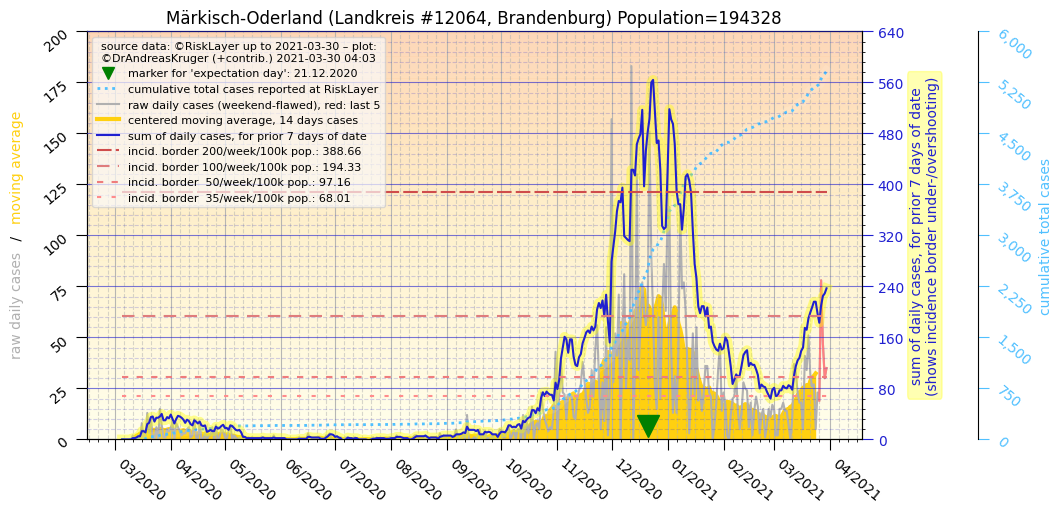 Märkisch-Oderland (Landkreis #12064, Brandenburg) Population=194328
source data: ©RiskLayer up to 2021-03-30 – plot:
©DrAndreasKruger (+contrib.) 2021-03-30 04:03
marker for 'expectation day': 21.12.2020
cumulative total cases reported at RiskLayer
raw daily cases (weekend-flawed), red: last 5
centered moving average, 14 days cases
sum of daily cases, for prior 7 days of date
incid. border 200/week/100k pop.: 388.66
incid. border 100/week/100k pop.: 194.33
incid. border  50/week/100k pop.: 97.16
incid. border  35/week/100k pop.: 68.01
raw daily cases / moving average
200
175
150
125
100
75
50
25
0
03/2020
04/2020
05/2020
06/2020
07/2020
08/2020
09/2020
10/2020
11/2020
12/2020
01/2021
02/2021
03/2021
04/2021
640
560
480
400
320
240
160
80
0
sum of daily cases, for prior 7 days of date
(shows incidence border under-/overshooting)
6,000
5,250
4,500
3,750
3,000
2,250
1,500
750
0
cumulative total cases